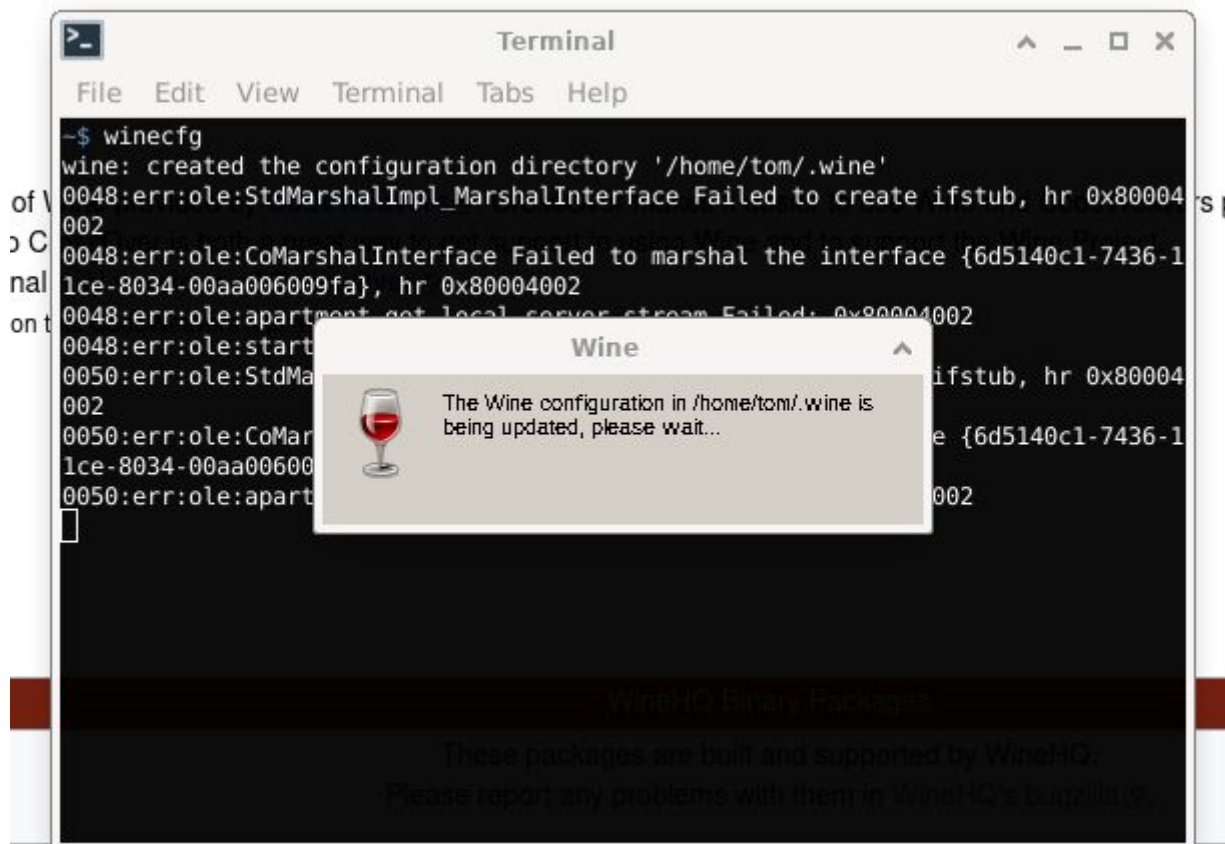 Terminal
File Edit View Terminal Tabs Help
~$ winecfg
wine: created the configuration directory '/home/tom/.wine'
0048:err:ole:StdMarshalImpl_MarshalInterface Failed to create ifstub, hr 0x80004
002
0048:err:ole:CoMarshalInterface Failed to marshal the interface {6d5140c1-7436-1
1ce-8034-00aa006009fa}, hr 0x80004002
0048:err:ole:apartment_get_local_server_stream Failed: 0x80004002
0048:err:ole:start
0050:err:ole:StdMa ifstub, hr 0x80004
002
0050:err:ole:CoMar e {6d5140c1-7436-1
1ce-8034-00aa00600
0050:err:ole:apart 002
Wine
The Wine configuration in /home/tom/.wine is
being updated, please wait...
of
nal
on t
WineHQ Binary Packages
These packages are built and supported by WineHQ.
Please report any problems with them in WineHQ's bugzilla